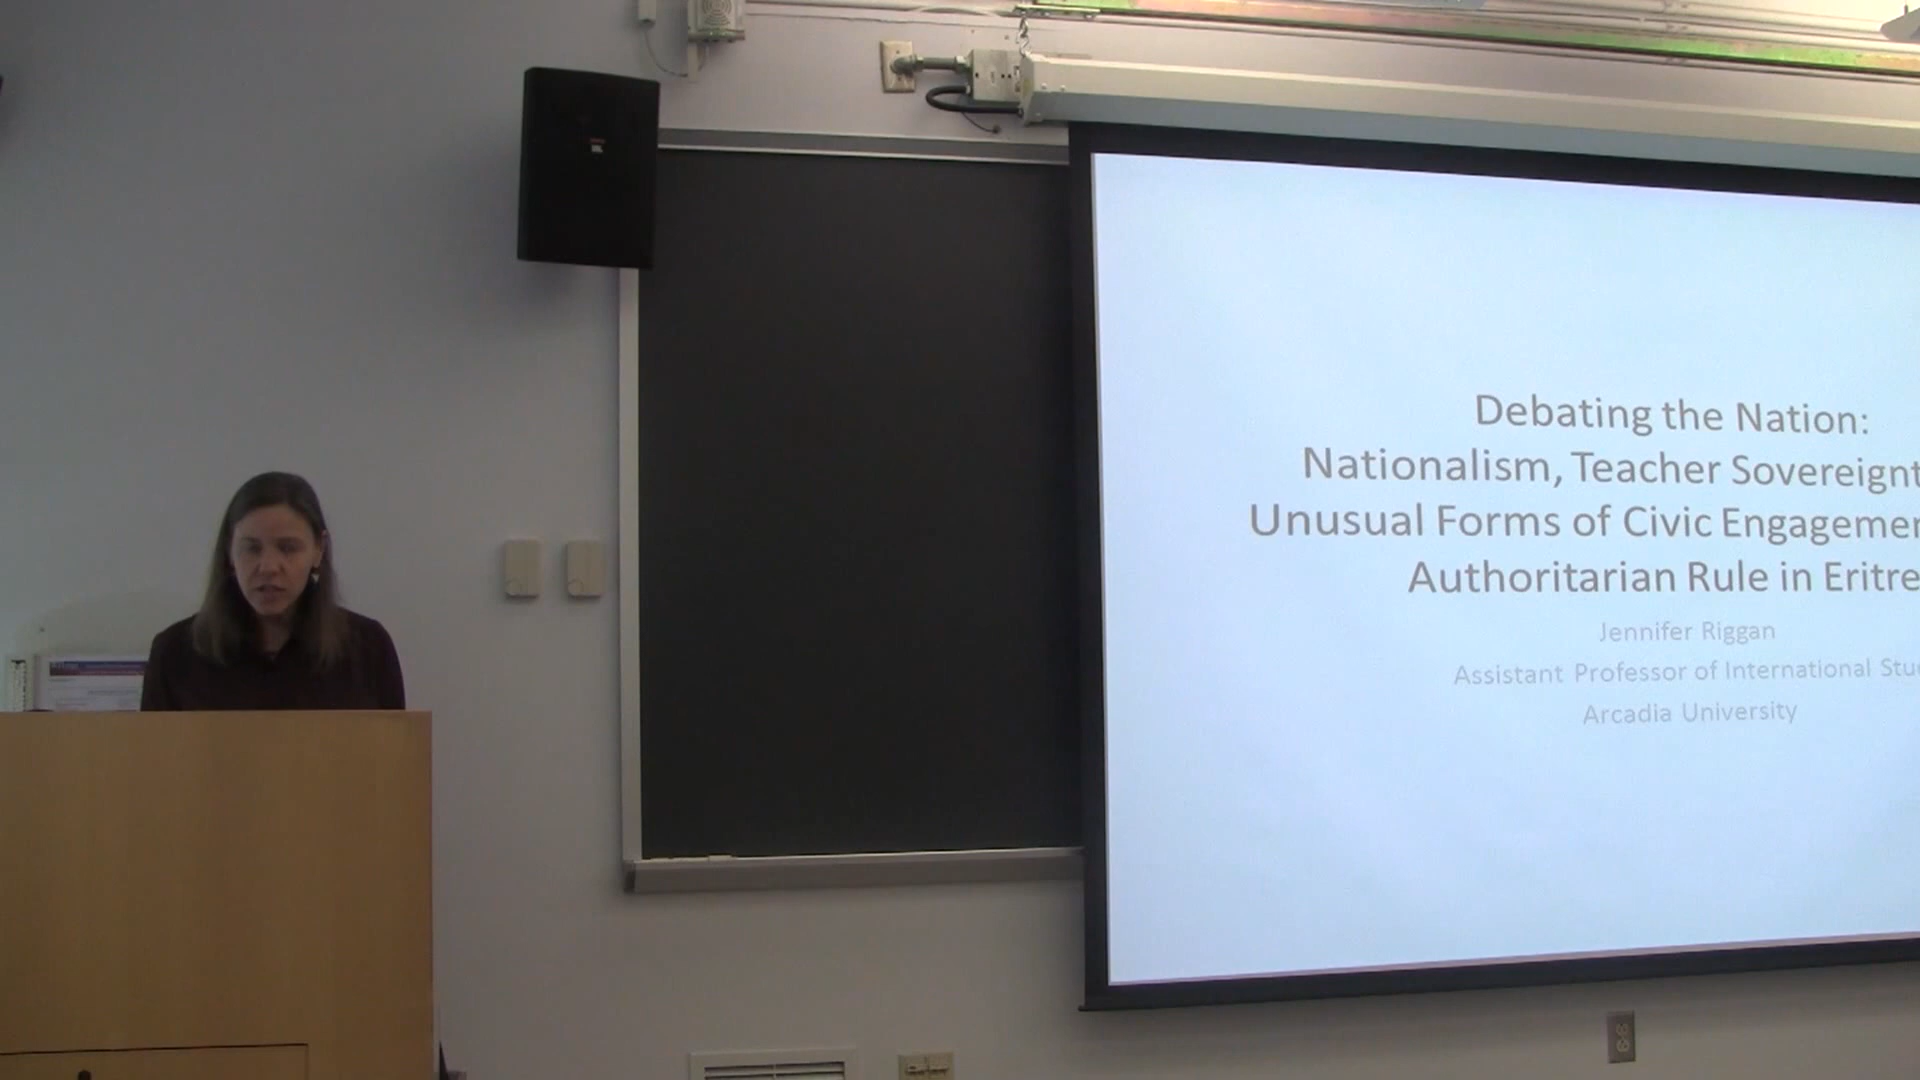 Debating the Nation:
Nationalism, Teacher Sovereignt
Unusual Forms of Civic Engagemen
Authoritarian Rule in Eritre
Jennifer Riggan
Assistant Professor of International Stu
Arcadia University